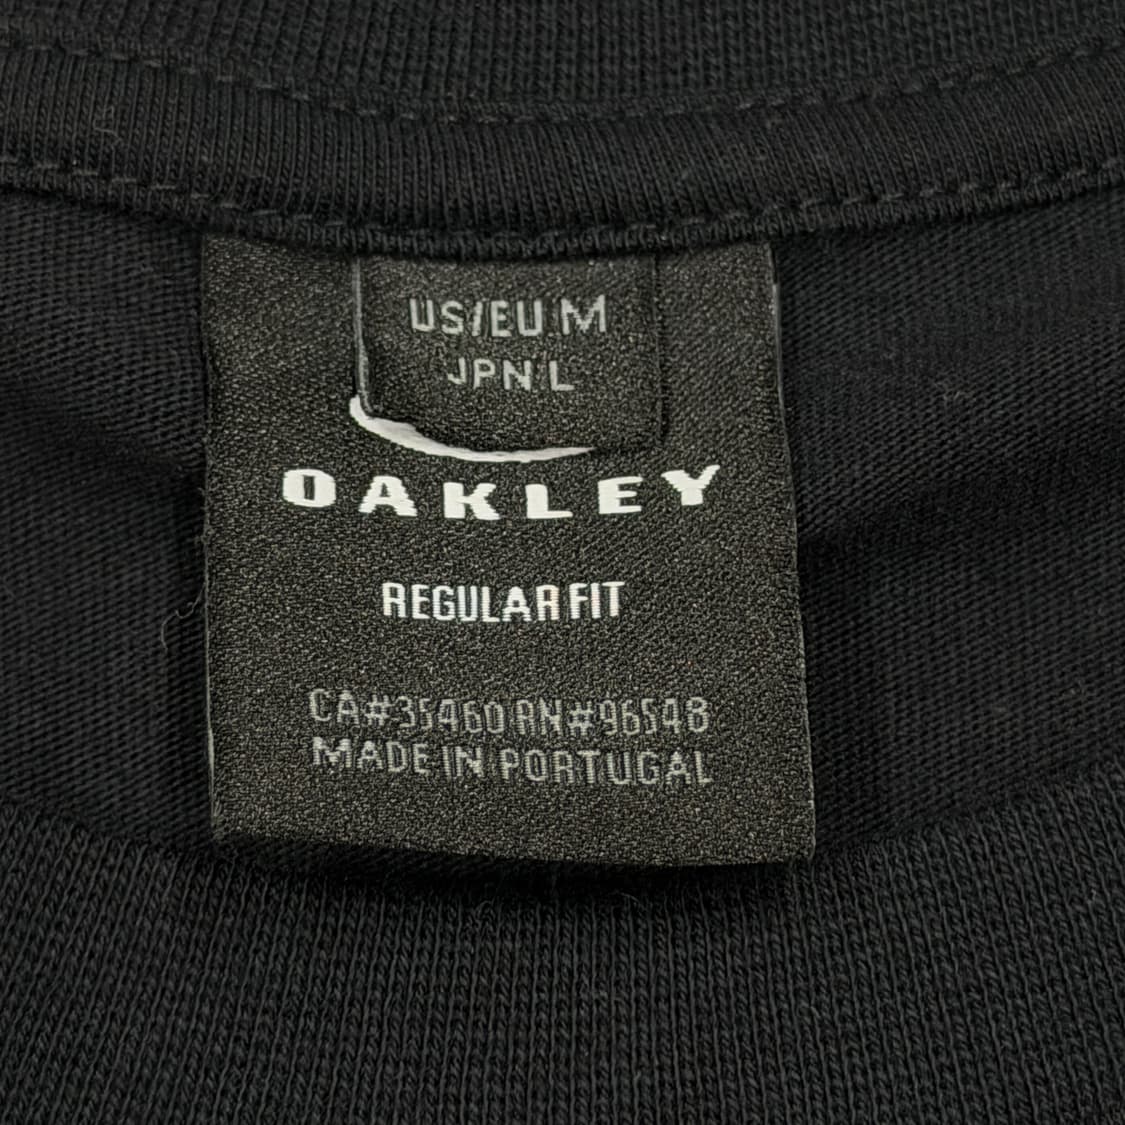 US/EU M
JPN L
OAKLEY
REGULAR FIT
CA#35460 RN#96548
MADE IN PORTUGAL